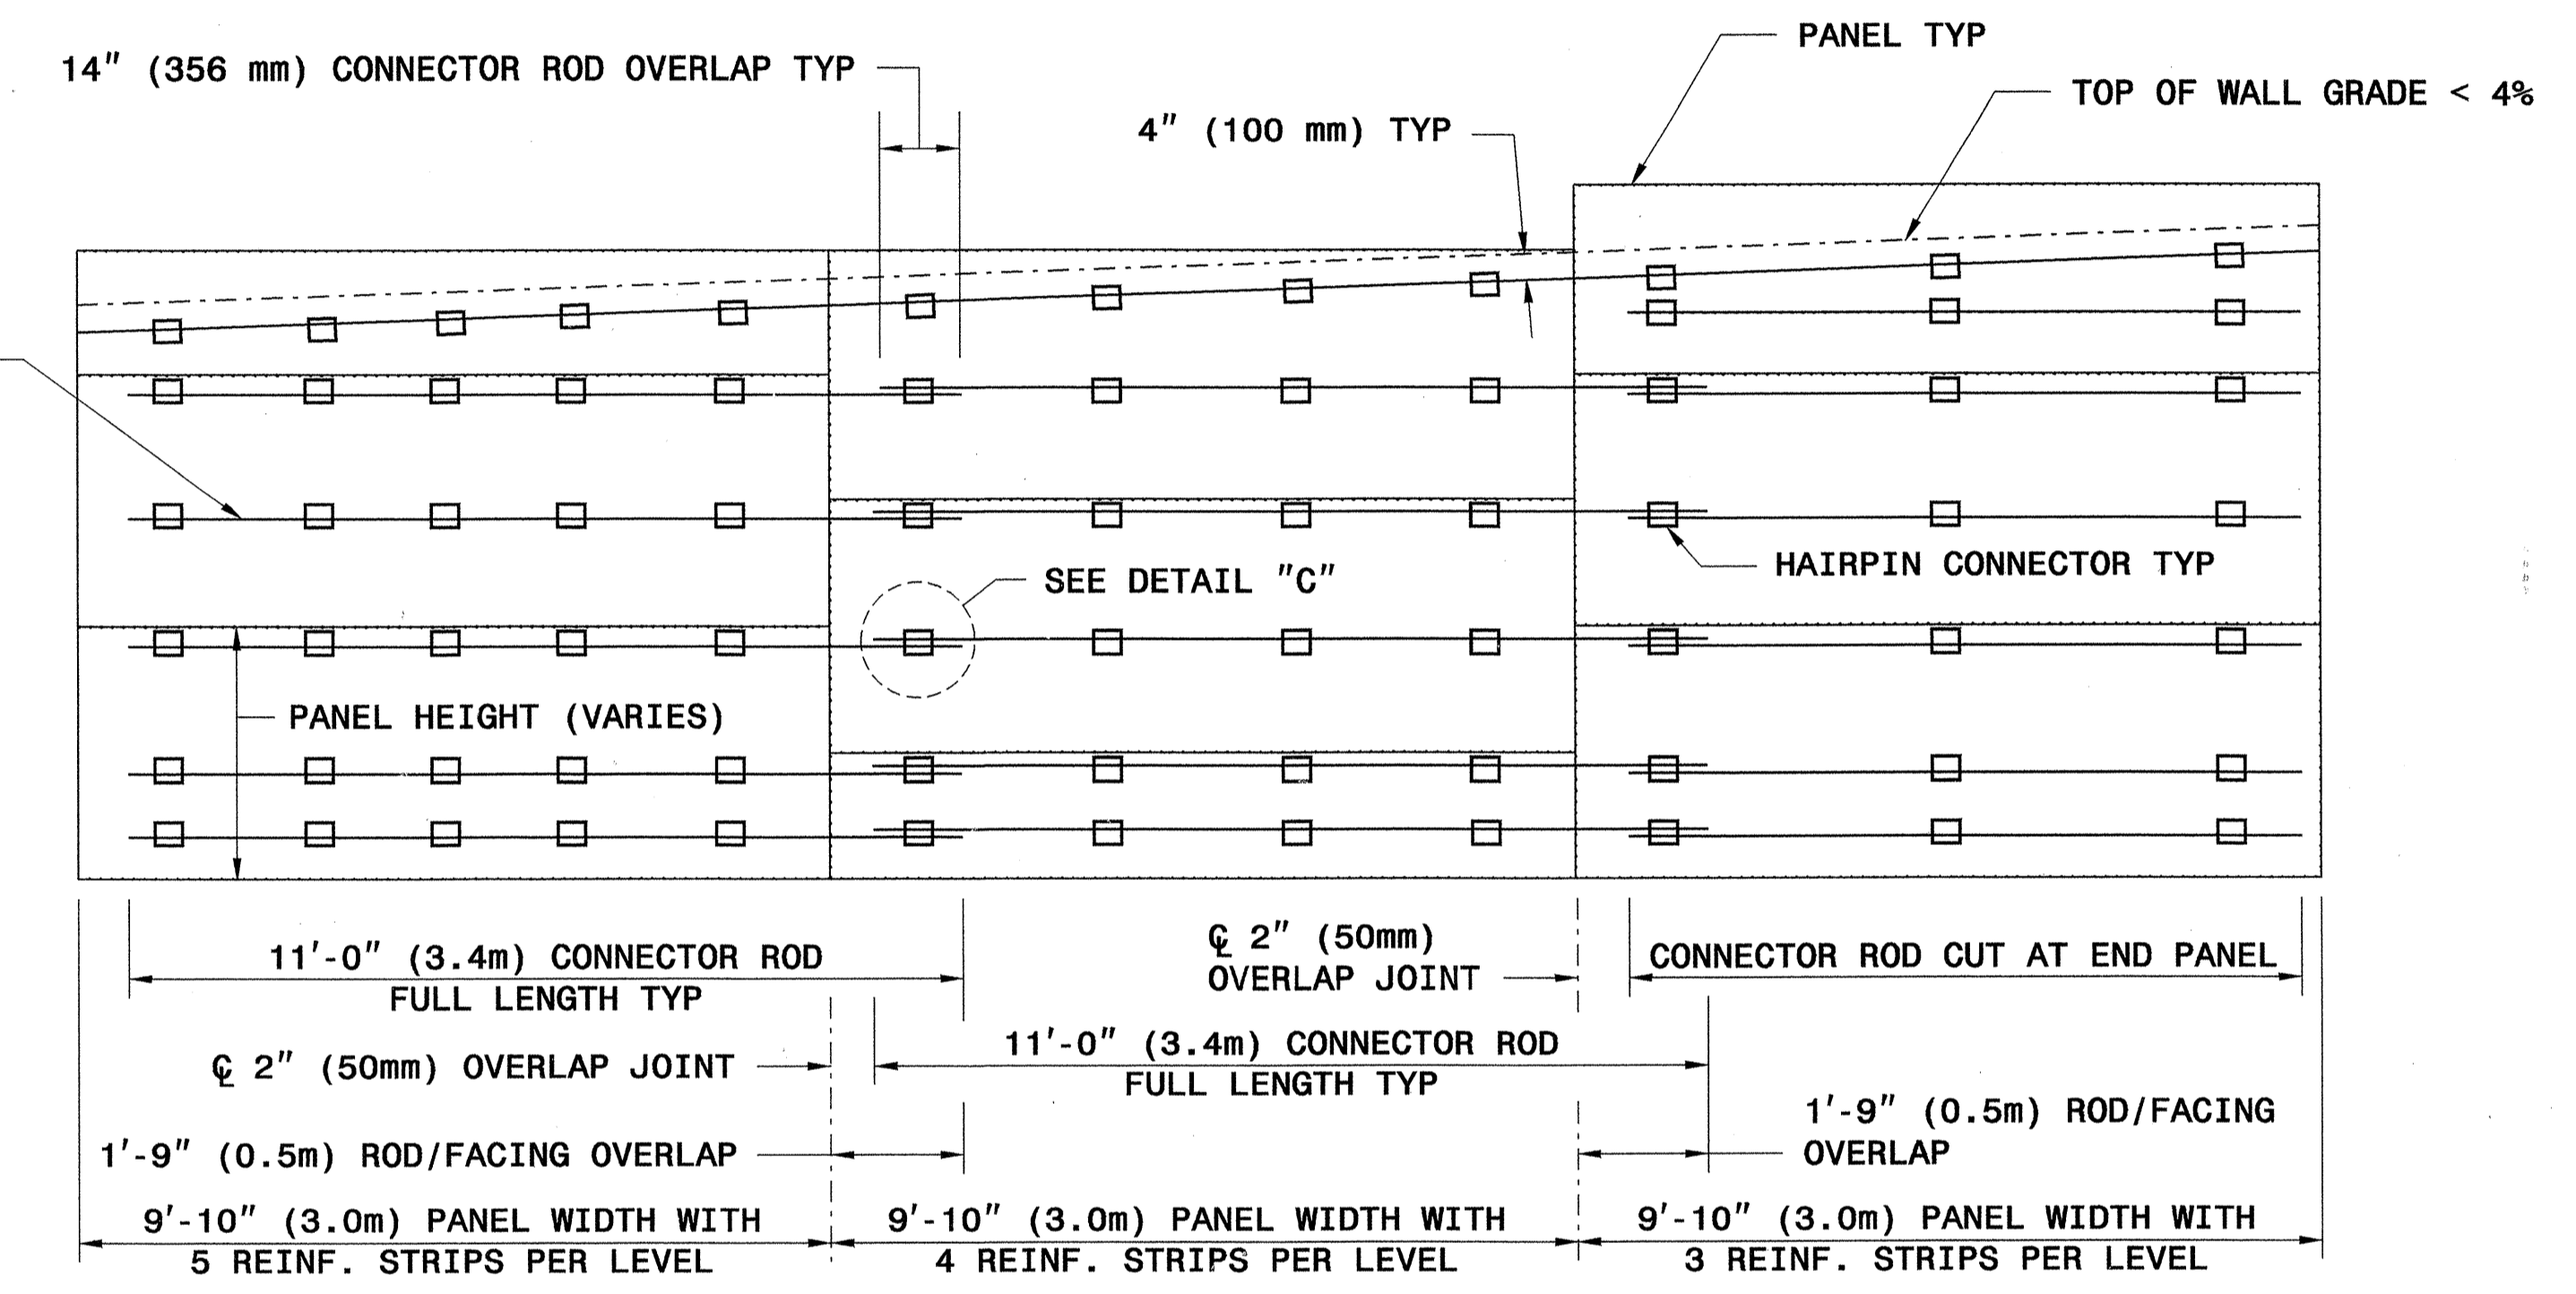 PANEL TYP
14" (356 mm) CONNECTOR ROD OVERLAP TYP
TOP OF WALL GRADE < 4%
4" (100 mm) TYP
HAIRPIN CONNECTOR TYP
SEE DETAIL "C"
PANEL HEIGHT (VARIES)
11'-0" (3.4m) CONNECTOR ROD
FULL LENGTH TYP
℄ 2" (50mm)
OVERLAP JOINT
CONNECTOR ROD CUT AT END PANEL
℄ 2" (50mm) OVERLAP JOINT
11'-0" (3.4m) CONNECTOR ROD
FULL LENGTH TYP
1'-9" (0.5m) ROD/FACING OVERLAP
1'-9" (0.5m) ROD/FACING
OVERLAP
9'-10" (3.0m) PANEL WIDTH WITH
5 REINF. STRIPS PER LEVEL
9'-10" (3.0m) PANEL WIDTH WITH
4 REINF. STRIPS PER LEVEL
9'-10" (3.0m) PANEL WIDTH WITH
3 REINF. STRIPS PER LEVEL